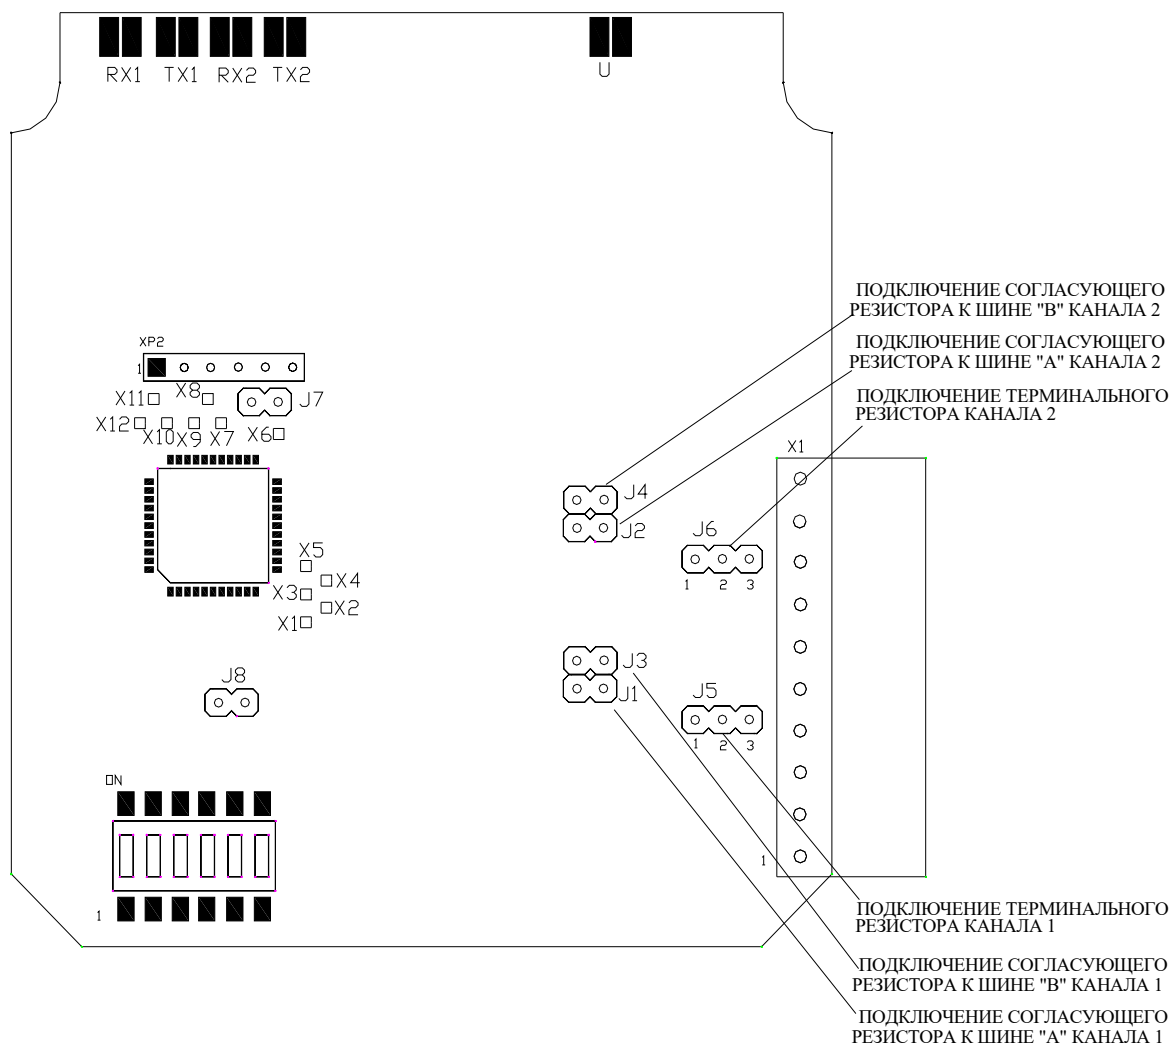 RX1 TX1 RX2 TX2 U
ПОДКЛЮЧЕНИЕ СОГЛАСУЮЩЕГО
РЕЗИСТОРА К ШИНЕ "B" КАНАЛА 2
ПОДКЛЮЧЕНИЕ СОГЛАСУЮЩЕГО
РЕЗИСТОРА К ШИНЕ "А" КАНАЛА 2
ПОДКЛЮЧЕНИЕ ТЕРМИНАЛЬНОГО
РЕЗИСТОРА КАНАЛА 2
XP2
1
X11 X8 J7
X12 X10 X9 X7 X6
X1
J4
J2
J6
1 2 3
X5
X4
X3
X2
X1
J3
J1
J5
1 2 3
J8
ON
1
1
ПОДКЛЮЧЕНИЕ ТЕРМИНАЛЬНОГО
РЕЗИСТОРА КАНАЛА 1
ПОДКЛЮЧЕНИЕ СОГЛАСУЮЩЕГО
РЕЗИСТОРА К ШИНЕ "B" КАНАЛА 1
ПОДКЛЮЧЕНИЕ СОГЛАСУЮЩЕГО
РЕЗИСТОРА К ШИНЕ "А" КАНАЛА 1